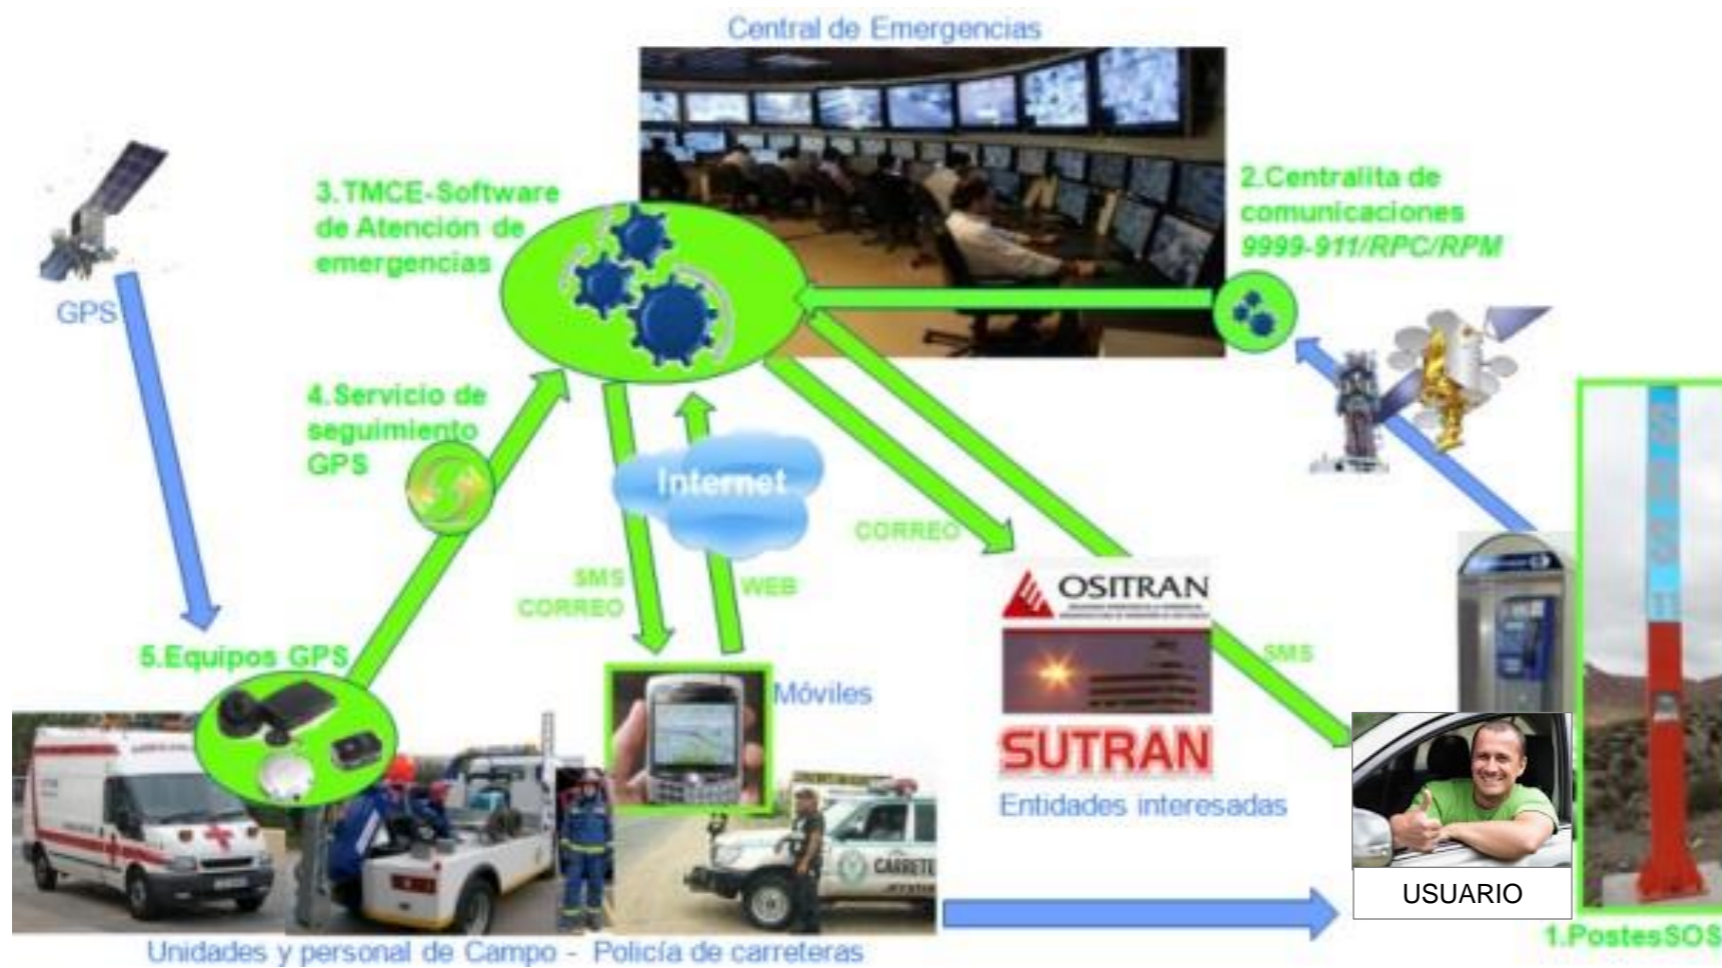 Central de Emergencias
3.TMCE-Software
de Atención de
emergencias
2.Centralita de
comunicaciones
9999-911/RPC/RPM
GPS
4.Servicio de
seguimiento
GPS
Internet
CORREO
SMS
CORREO
WEB
OSITRAN
SMS
5.Equipos GPS
Móviles
SUTRAN
Entidades interesadas
CARRETE
USUARIO
1.PostesSOS
Unidades y personal de Campo - Policía de carreteras